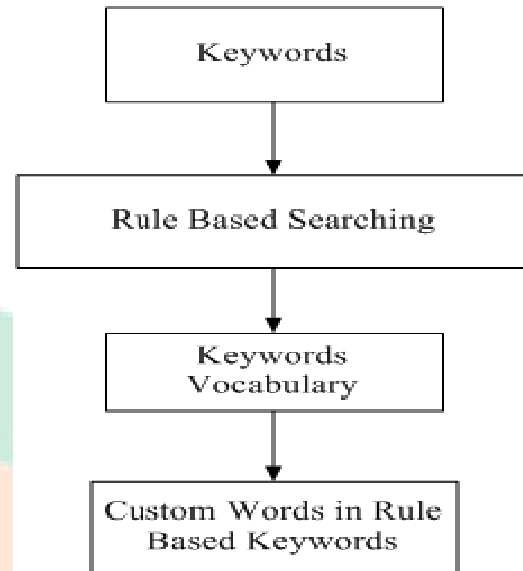 Keywords
Rule Based Searching
Keywords
Vocabulary
Custom Words in Rule
Based Keywords